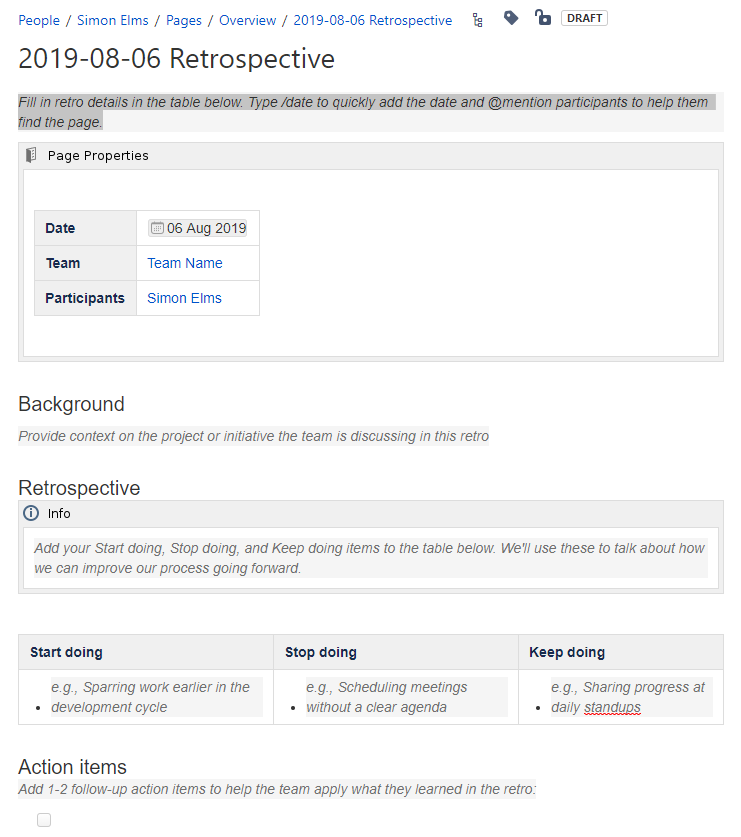 People / Simon Elms / Pages / Overview / 2019-08-06 Retrospective DRAFT
2019-08-06 Retrospective
Fill in retro details in the table below. Type /date to quickly add the date and @mention participants to help them
find the page.
Page Properties
Date 06 Aug 2019
Team Team Name
Participants Simon Elms
Background
Provide context on the project or initiative the team is discussing in this retro
Retrospective
Info
Add your Start doing, Stop doing, and Keep doing items to the table below. We'll use these to talk about how
we can improve our process going forward.
Start doing Stop doing Keep doing
e.g., Sparring work earlier in the
• development cycle
e.g., Scheduling meetings
• without a clear agenda
e.g., Sharing progress at
• daily standups
Action items
Add 1-2 follow-up action items to help the team apply what they learned in the retro: